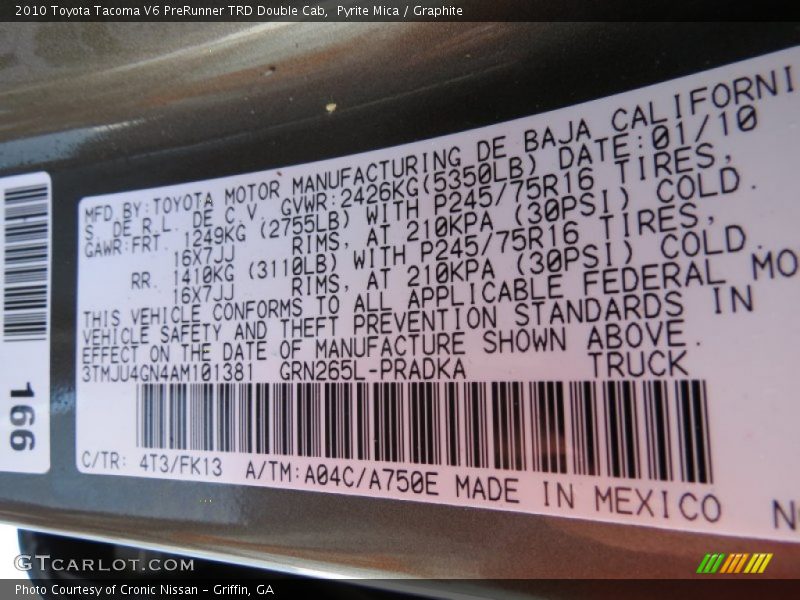 2010 Toyota Tacoma V6 PreRunner TRD Double Cab,  Pyrite Mica / Graphite
MFD BY:TOYOTA MOTOR MANUFACTURING DE BAJA CALIFORNI
S. DE R.L. DE C.V. GVWR:2426KG(5350LB) DATE:01/10
GAWR:FRT. 1249KG (2755LB) WITH P245/75R16 TIRES,
16X7JJ RIMS, AT 210KPA (30PSI) COLD.
RR. 1410KG (3110LB) WITH P245/75R16 TIRES,
16X7JJ RIMS, AT 210KPA (30PSI) COLD.
THIS VEHICLE CONFORMS TO ALL APPLICABLE FEDERAL MO
VEHICLE SAFETY AND THEFT PREVENTION STANDARDS IN
EFFECT ON THE DATE OF MANUFACTURE SHOWN ABOVE.
3TMJU4GN4AM101381 GRN265L-PRADKA TRUCK
C/TR: 4T3/FK13 A/TM:A04C/A750E MADE IN MEXICO
166
GTCARLOT.COM
Photo Courtesy of Cronic Nissan - Griffin, GA